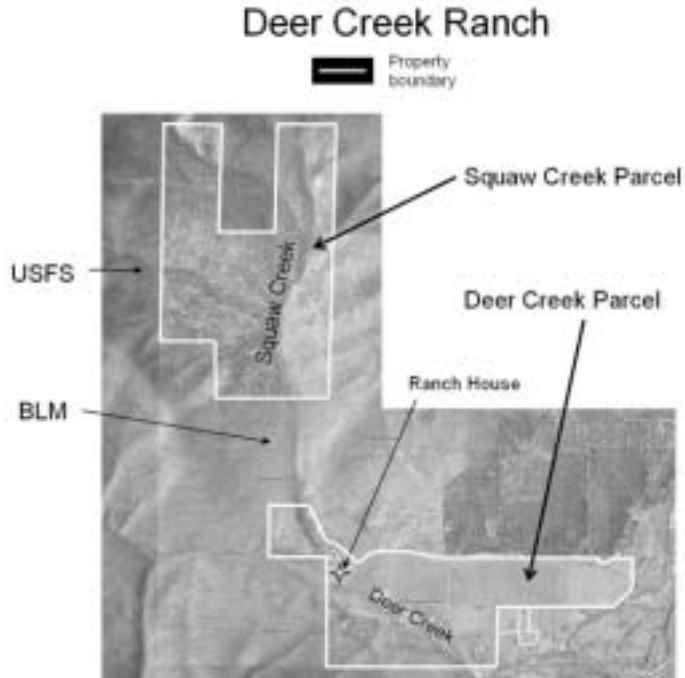 Deer Creek Ranch
Property
boundary
Squaw Creek Parcel
USFS
Squaw Creek
Deer Creek Parcel
Ranch House
BLM
Deer Creek